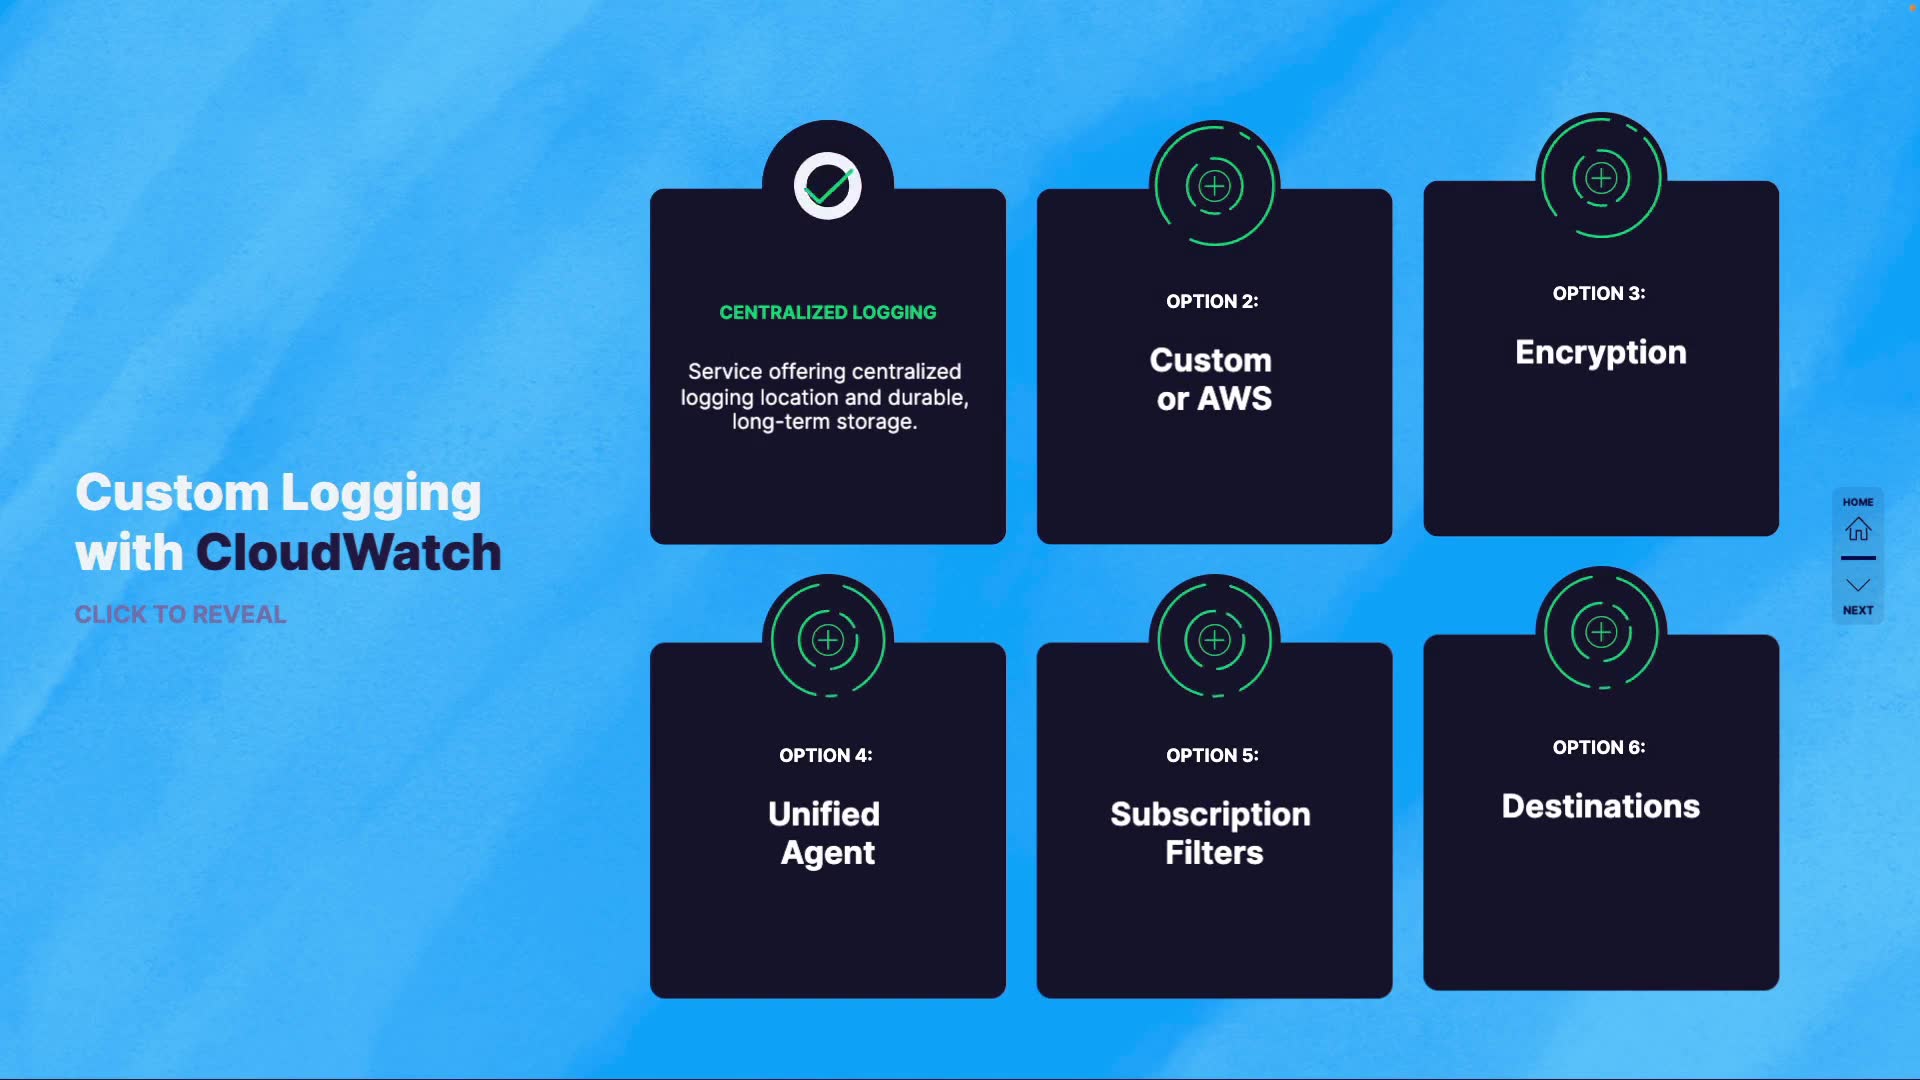 Custom Logging
with CloudWatch
CLICK TO REVEAL
CENTRALIZED LOGGING
Service offering centralized
logging location and durable,
long-term storage.
OPTION 2:
Custom
or AWS
OPTION 3:
Encryption
OPTION 4:
Unified
Agent
OPTION 5:
Subscription
Filters
OPTION 6:
Destinations
HOME
NEXT